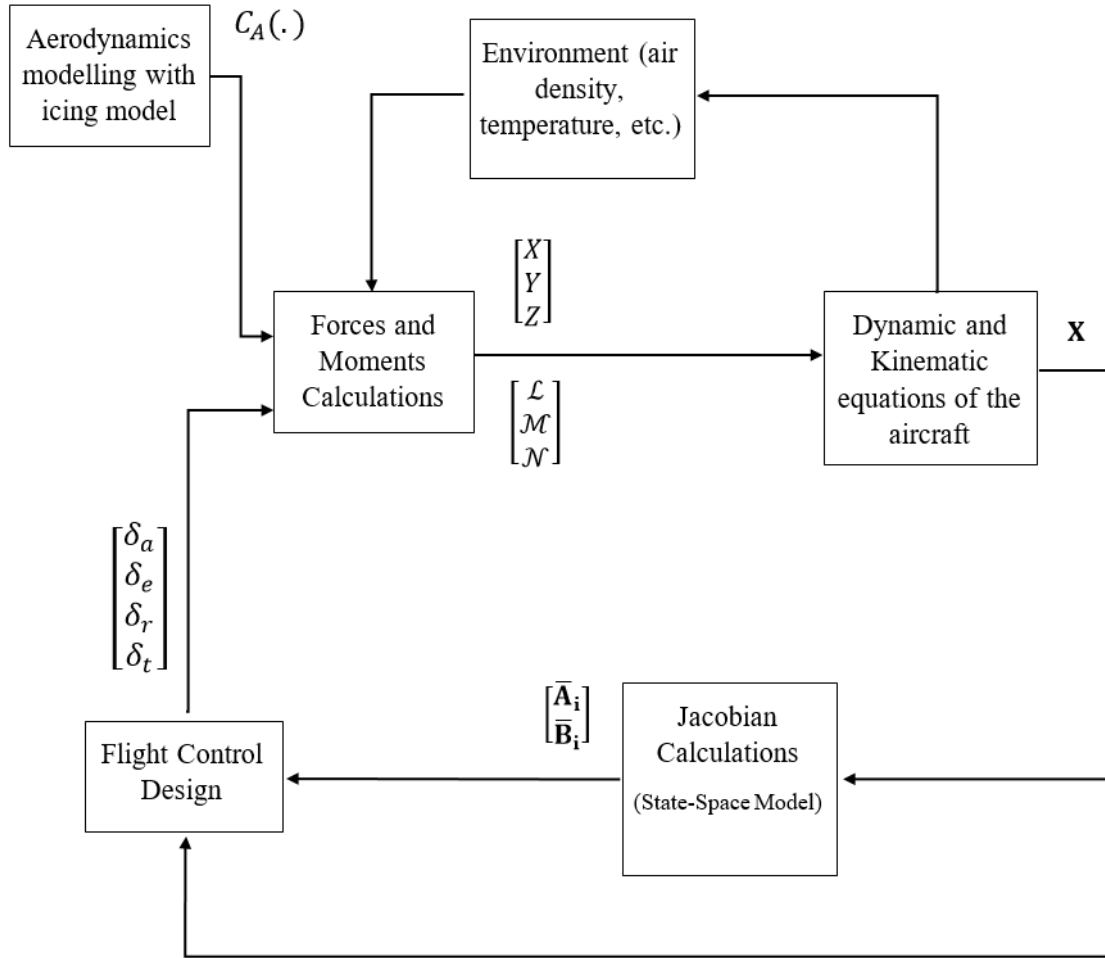 Aerodynamics
modelling with
icing model
C_A(.)
Environment (air
density,
temperature, etc.)
[X
Y
Z]
Forces and
Moments
Calculations
[ℒ
ℳ
𝒩]
Dynamic and
Kinematic
equations of the
aircraft
X
[δ_a
δ_e
δ_r
δ_t]
Flight Control
Design
[A̅_i
B̅_i]
Jacobian
Calculations
(State-Space Model)